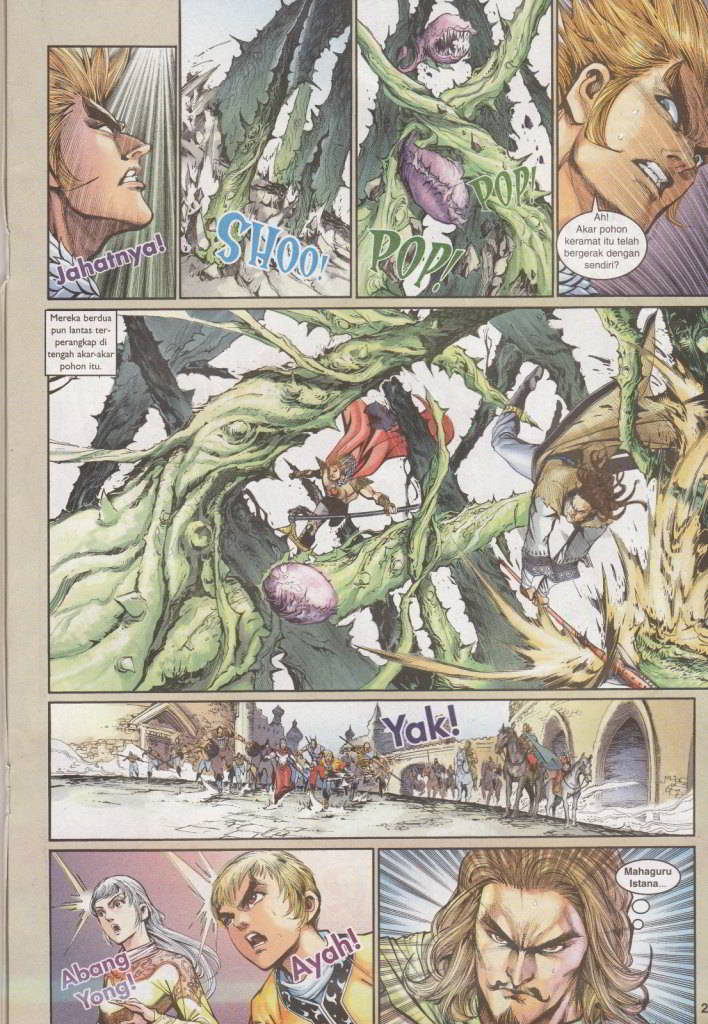 Jahatnya!
SHOO!
POP!
POP!
Ah!
Akar pohon
keramat itu telah
bergerak dengan
sendiri?
Mereka berdua
pun lantas ter-
perangkap di
tengah akar-akar
pohon itu.
Yak!
Abang
Yong!
Ayah!
Mahaguru
Istana...